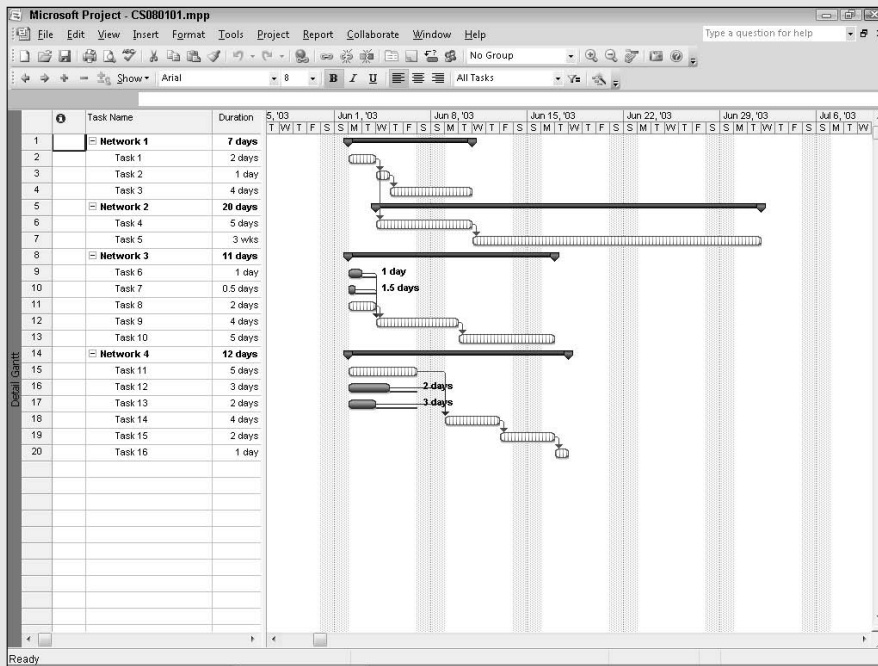 Microsoft Project - CS080101.mpp
File Edit View Insert Format Tools Project Report Collaborate Window Help Type a question for help
No Group
Show Arial 8 B I U All Tasks
Task Name Duration 5, '03 Jun 1, '03 Jun 8, '03 Jun 15, '03 Jun 22, '03 Jun 29, '03 Jul 6, '03
T W T F S S M T W T F S S M T W T F S S M T W T F S S M T W T F S S M T W T F S S M T W
1 Network 1 7 days
2 Task 1 2 days
3 Task 2 1 day
4 Task 3 4 days
5 Network 2 20 days
6 Task 4 5 days
7 Task 5 3 wks
8 Network 3 11 days
9 Task 6 1 day 1 day
10 Task 7 0.5 days 1.5 days
11 Task 8 2 days
12 Task 9 4 days
13 Task 10 5 days
14 Network 4 12 days
15 Task 11 5 days
16 Task 12 3 days 2 days
17 Task 13 2 days 3 days
18 Task 14 4 days
19 Task 15 2 days
20 Task 16 1 day
Detail Gantt
Ready